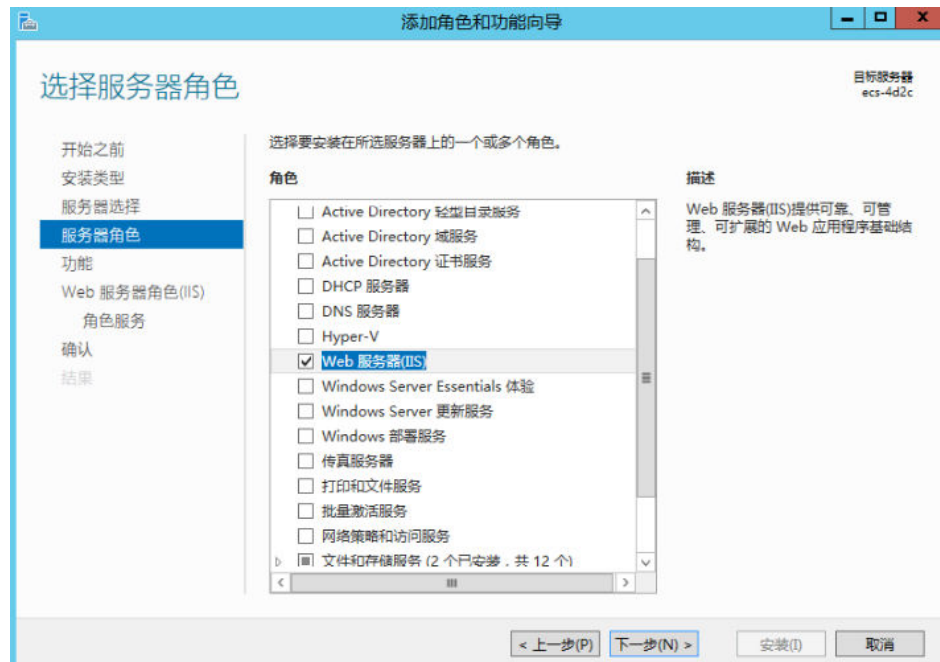 添加角色和功能向导
选择服务器角色
目标服务器
ecs-4d2c
开始之前
安装类型
服务器选择
服务器角色
功能
Web 服务器角色(IIS)
角色服务
确认
结果
选择要安装在所选服务器上的一个或多个角色。
角色
Active Directory 轻型目录服务
Active Directory 域服务
Active Directory 证书服务
DHCP 服务器
DNS 服务器
Hyper-V
Web 服务器(IIS)
Windows Server Essentials 体验
Windows Server 更新服务
Windows 部署服务
传真服务器
打印和文件服务
批量激活服务
网络策略和访问服务
文件和存储服务 (2 个已安装，共 12 个)
描述
Web 服务器(IIS)提供可靠、可管
理、可扩展的 Web 应用程序基础结
构。
< 上一步(P)
下一步(N) >
安装(I)
取消